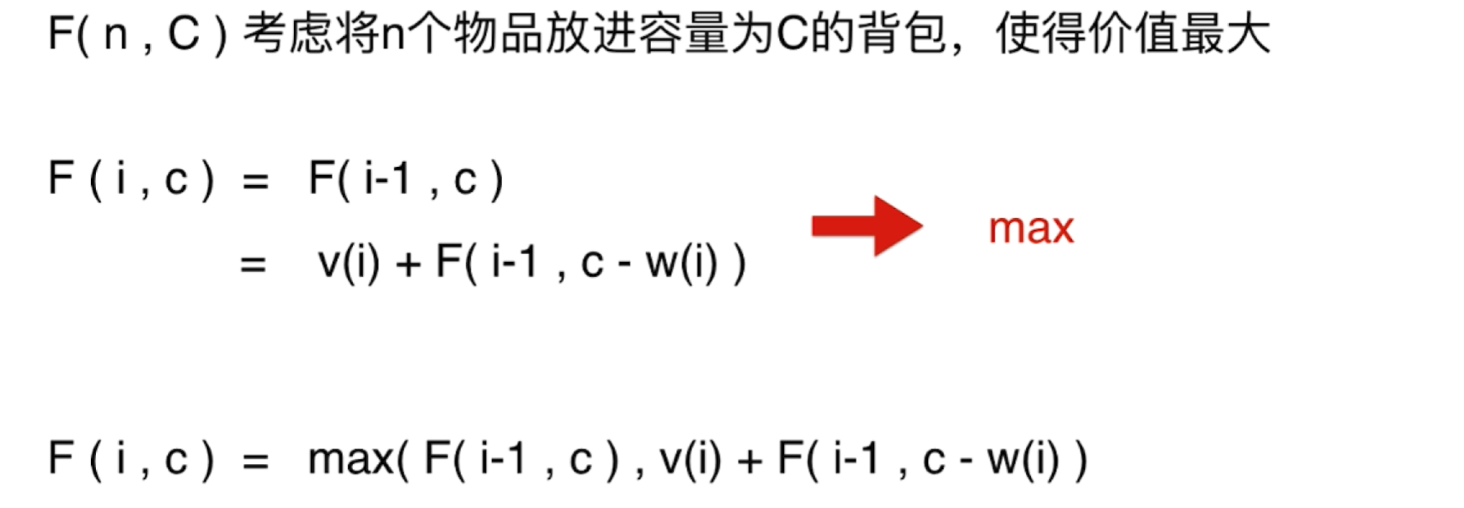 F( n , C ) 考虑将n个物品放进容量为C的背包，使得价值最大
F ( i , c ) = F( i-1 , c )
= v(i) + F( i-1 , c - w(i) )
max
F ( i , c ) = max( F( i-1 , c ) , v(i) + F( i-1 , c - w(i) )